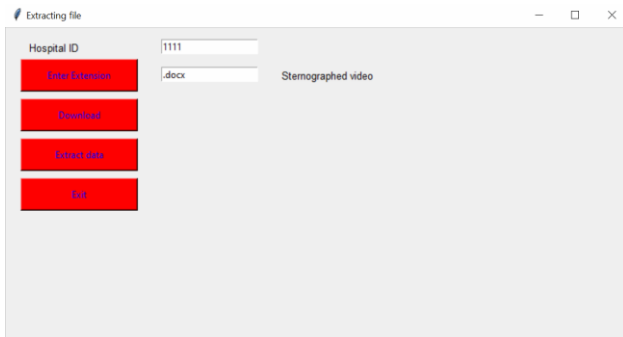 Extracting file
Hospital ID 1111
Enter Extension .docx Sternographed video
Download
Extract data
Exit